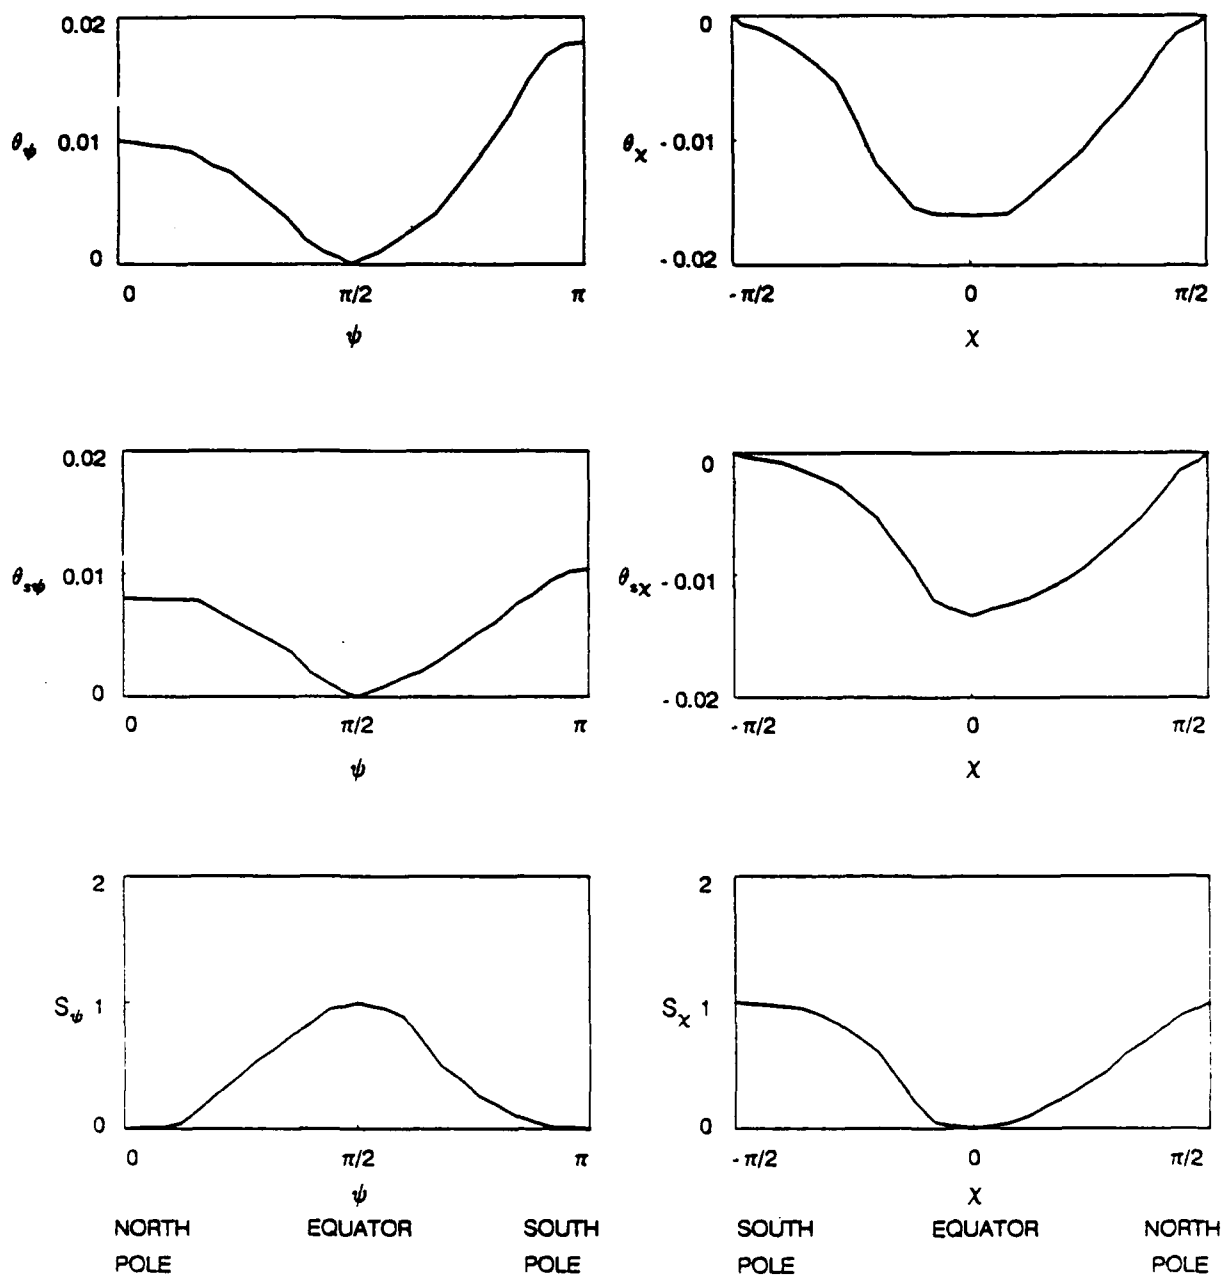 0.02
θψ 0.01
0
0 π/2 π
ψ
0
θχ - 0.01
- 0.02
- π/2 0 π/2
χ
0.02
θsψ 0.01
0
0 π/2 π
ψ
0
θsχ - 0.01
- 0.02
- π/2 0 π/2
χ
2
Sψ 1
0
0 π/2 π
ψ
NORTH POLE EQUATOR SOUTH POLE
2
Sχ 1
0
- π/2 0 π/2
χ
SOUTH POLE EQUATOR NORTH POLE